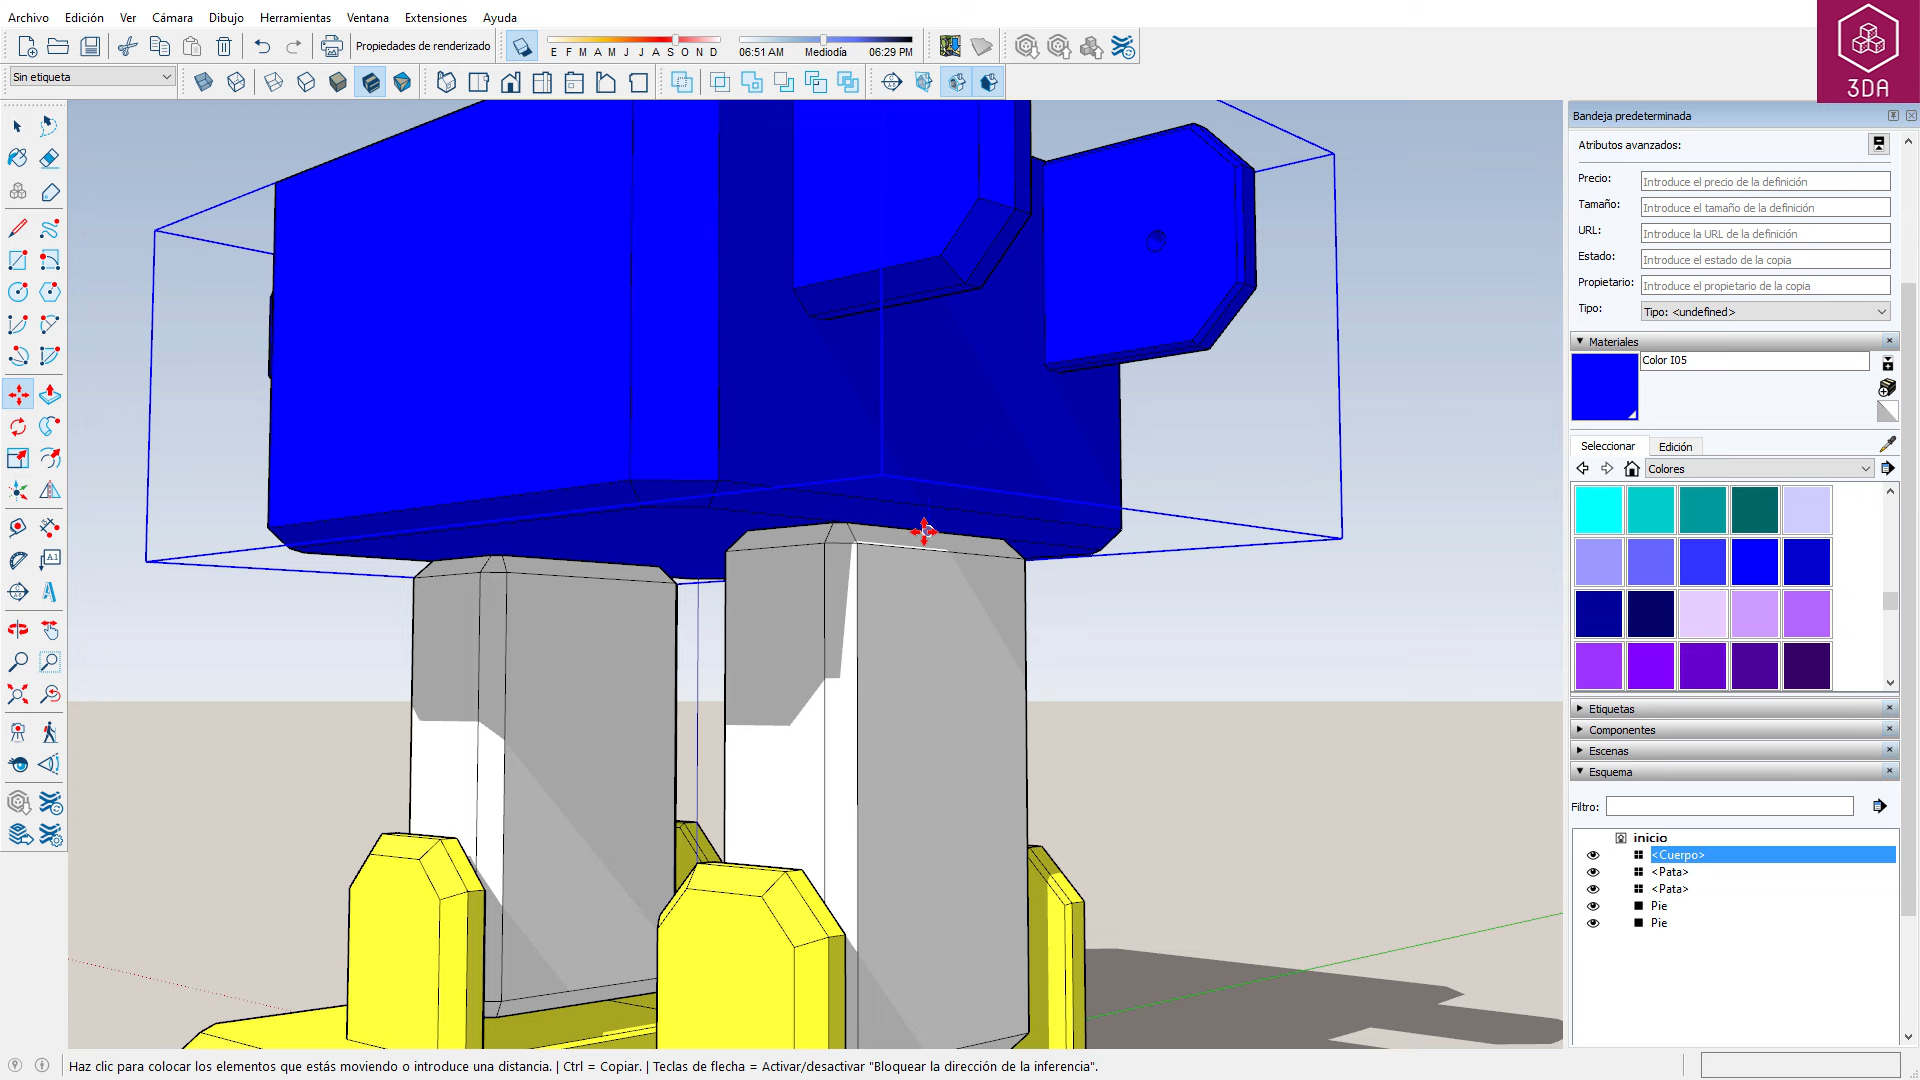 Archivo Edición Ver Cámara Dibujo Herramientas Ventana Extensiones Ayuda
Propiedades de renderizado
E F M A M J J A S O N D
06:51 AM Mediodía 06:29 PM
3DA
Sin etiqueta
Bandeja predeterminada
Atributos avanzados:
Precio: Introduce el precio de la definición
Tamaño: Introduce el tamaño de la definición
URL: Introduce la URL de la definición
Estado: Introduce el estado de la copia
Propietario: Introduce el propietario de la copia
Tipo: Tipo: <undefined>
Materiales
Color I05
Seleccionar Edición
Colores
Etiquetas
Componentes
Escenas
Esquema
Filtro:
inicio
<Cuerpo>
<Pata>
<Pata>
Pie
Pie
Haz clic para colocar los elementos que estás moviendo o introduce una distancia. | Ctrl = Copiar. | Teclas de flecha = Activar/desactivar "Bloquear la dirección de la inferencia".